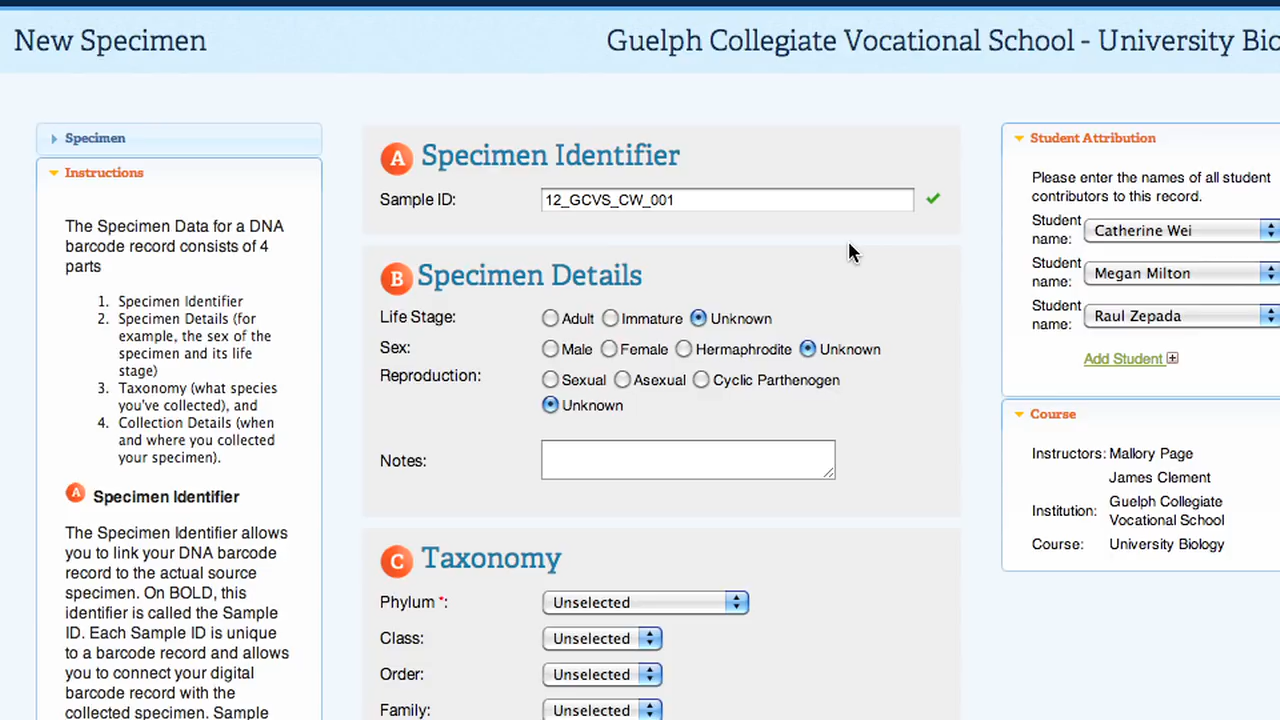 New Specimen
Guelph Collegiate Vocational School - University Bio
Specimen
Instructions
The Specimen Data for a DNA
barcode record consists of 4
parts
1. Specimen Identifier
2. Specimen Details (for
example, the sex of the
specimen and its life
stage)
3. Taxonomy (what species
you've collected), and
4. Collection Details (when
and where you collected
your specimen).
A Specimen Identifier
The Specimen Identifier allows
you to link your DNA barcode
record to the actual source
specimen. On BOLD, this
identifier is called the Sample
ID. Each Sample ID is unique
to a barcode record and allows
you to connect your digital
barcode record with the
collected specimen. Sample
A Specimen Identifier
Sample ID: 12_GCVS_CW_001
B Specimen Details
Life Stage: Adult Immature Unknown
Sex: Male Female Hermaphrodite Unknown
Reproduction: Sexual Asexual Cyclic Parthenogen
Unknown
Notes:
C Taxonomy
Phylum *: Unselected
Class: Unselected
Order: Unselected
Family: Unselected
Student Attribution
Please enter the names of all student
contributors to this record.
Student
name: Catherine Wei
Student
name: Megan Milton
Student
name: Raul Zepada
Add Student
Course
Instructors: Mallory Page
James Clement
Institution: Guelph Collegiate
Vocational School
Course: University Biology